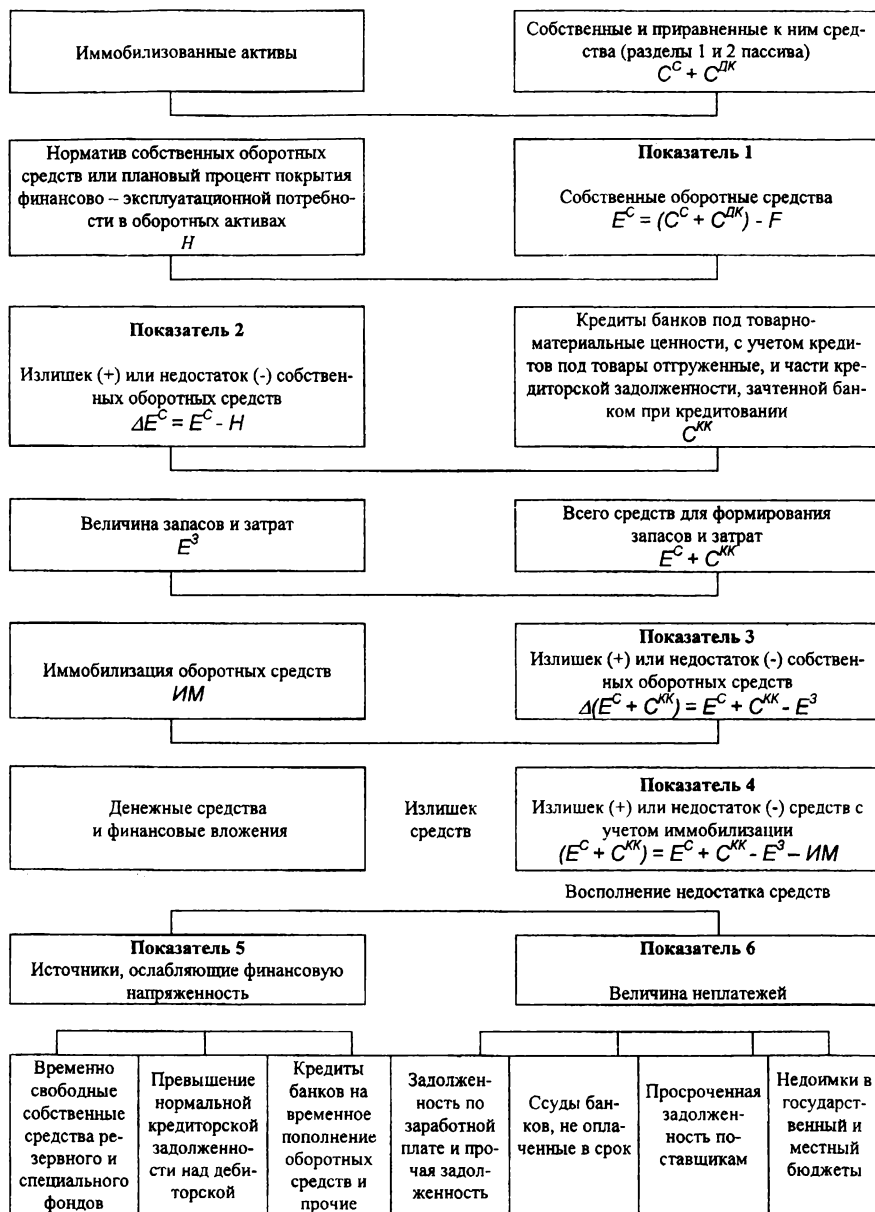 Иммобилизованные активы
Собственные и приравненные к ним сред-
ства (разделы 1 и 2 пассива)
C^C + C^ДК
Норматив собственных оборотных
средств или плановый процент покрытия
финансово – эксплуатационной потребно-
сти в оборотных активах
H
Показатель 1
Собственные оборотные средства
E^C = (C^C + C^ДК) - F
Показатель 2
Излишек (+) или недостаток (-) собствен-
ных оборотных средств
ΔE^C = E^C - H
Кредиты банков под товарно-
материальные ценности, с учетом креди-
тов под товары отгруженные, и части кре-
диторской задолженности, зачтенной бан-
ком при кредитовании
C^КК
Величина запасов и затрат
E^З
Всего средств для формирования
запасов и затрат
E^C + C^КК
Иммобилизация оборотных средств
ИМ
Показатель 3
Излишек (+) или недостаток (-) собствен-
ных оборотных средств
Δ(E^C + C^КК) = E^C + C^КК - E^З
Денежные средства
и финансовые вложения
Излишек
средств
Показатель 4
Излишек (+) или недостаток (-) средств с
учетом иммобилизации
(E^C + C^КК) = E^C + C^КК - E^З – ИМ
Восполнение недостатка средств
Показатель 5
Источники, ослабляющие финансовую
напряженность
Показатель 6
Величина неплатежей
Временно
свободные
собственные
средства ре-
зервного и
специального
фондов
Превышение
нормальной
кредиторской
задолженно-
сти над деби-
торской
Кредиты
банков на
временное
пополнение
оборотных
средств и
прочие
Задолжен-
ность по
заработной
плате и про-
чая задол-
женность
Ссуды бан-
ков, не опла-
ченные в срок
Просроченная
задолжен-
ность по-
ставщикам
Недоимки в
государст-
венный и
местный
бюджеты